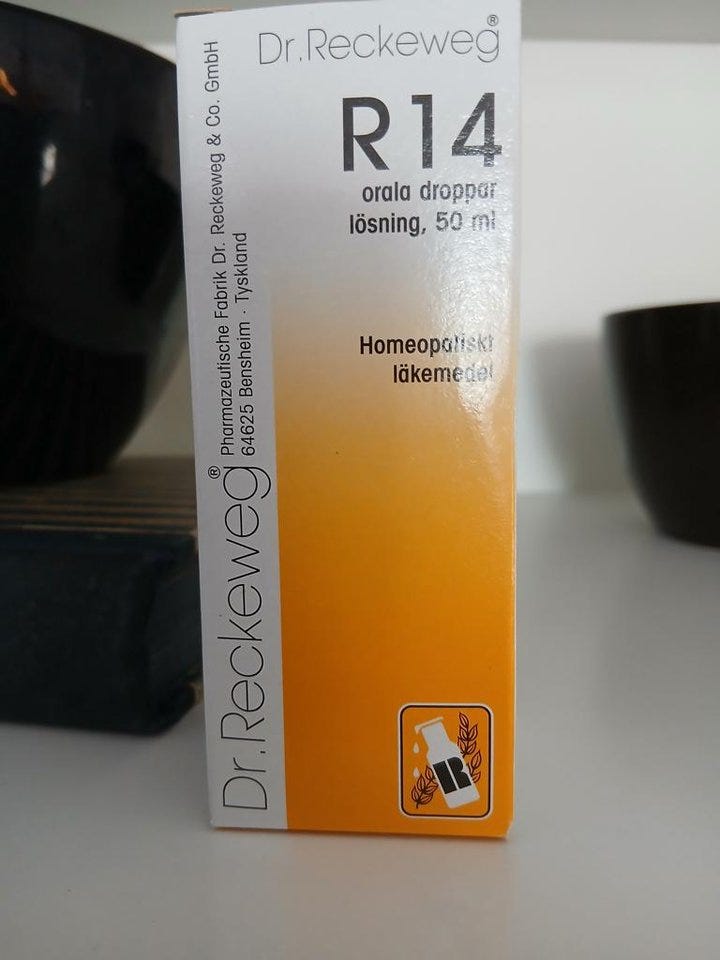 Dr.Reckeweg®
R14
orala droppar
lösning, 50 ml
Homeopatiskt
läkemedel
Dr.Reckeweg®
Pharmazeutische Fabrik Dr. Reckeweg & Co. GmbH
64625 Bensheim · Tyskland
R